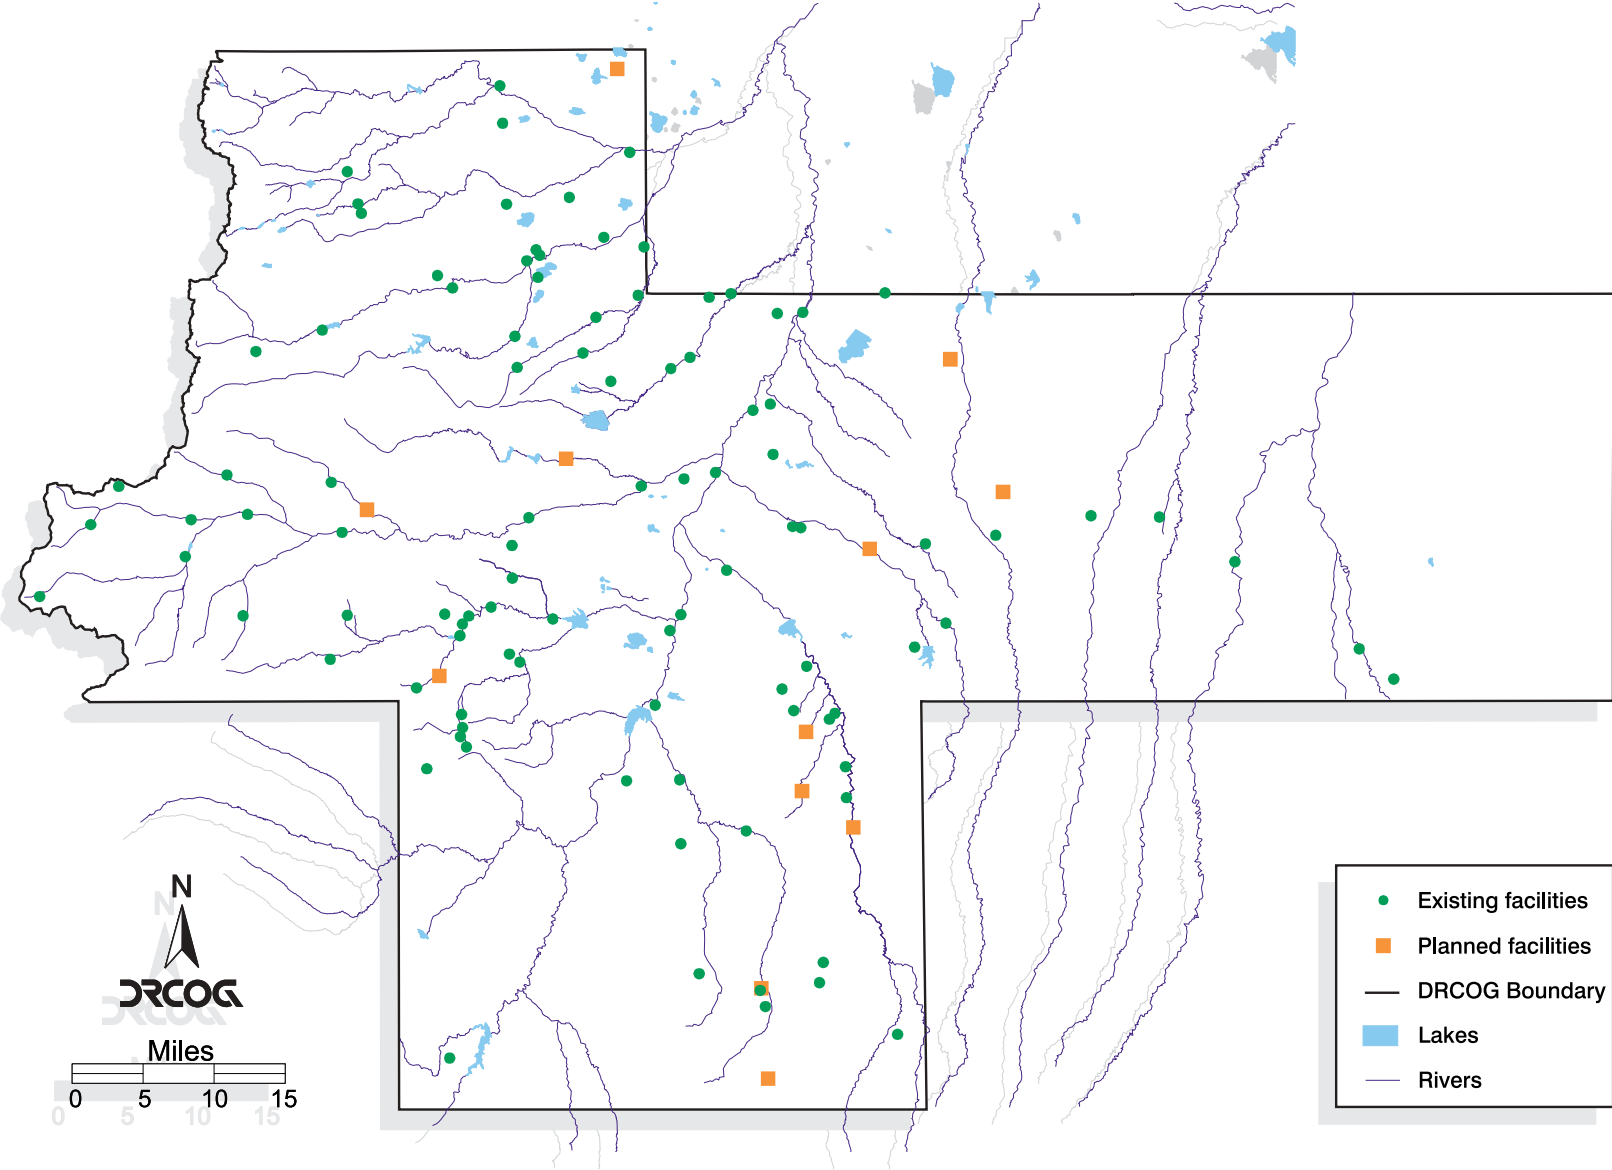 N
DRCOG
Miles
0 5 10 15
Existing facilities
Planned facilities
DRCOG Boundary
Lakes
Rivers